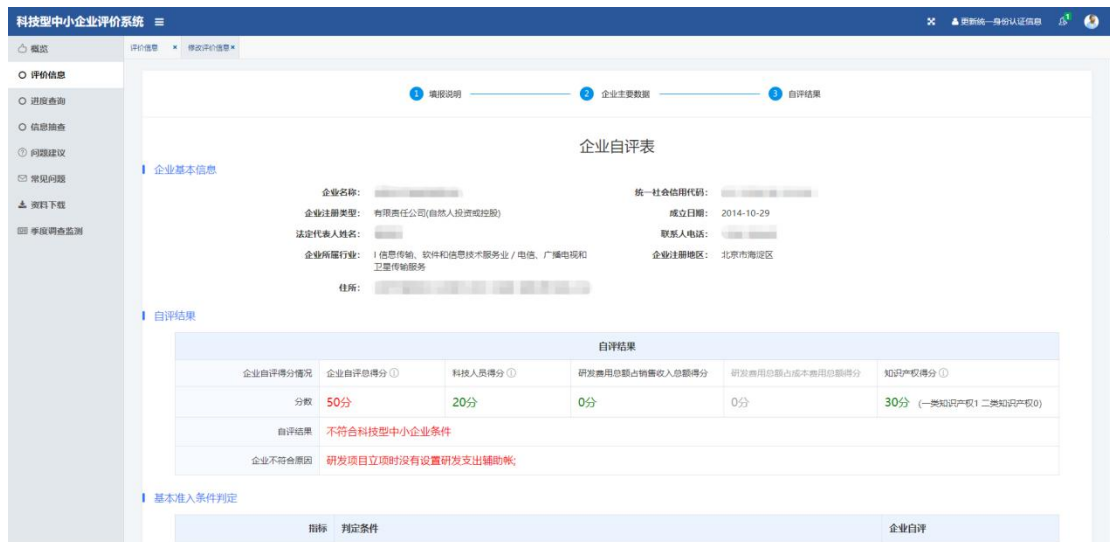 科技型中小企业评价系统
更新统一身份认证信息 1
概览
评价信息
进度查询
信息抽查
问题建议
常见问题
资料下载
季度调查监测
评价信息 × 修改评价信息 ×
1 填报说明 2 企业主要数据 3 自评结果
企业自评表
企业基本信息
企业名称： 统一社会信用代码：
企业注册类型： 有限责任公司(自然人投资或控股) 成立日期： 2014-10-29
法定代表人姓名： 联系人电话：
企业所属行业： I 信息传输、软件和信息技术服务业 / 电信、广播电视和 企业注册地区： 北京市海淀区
卫星传输服务
住所：
自评结果
自评结果
企业自评得分情况 企业自评总得分 科技人员得分 研发费用总额占销售收入总额得分 研发费用总额占成本费用总额得分 知识产权得分
分数 50分 20分 0分 0分 30分 (一类知识产权1 二类知识产权0)
自评结果 不符合科技型中小企业条件
企业不符合原因 研发项目立项时没有设置研发支出辅助帐;
基本准入条件判定
指标 判定条件 企业自评